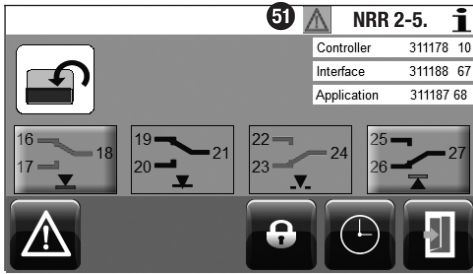 51 NRR 2-5. i
Controller 311178 10
Interface 311188 67
Application 311187 68
16 17 18
19 20 21
22 23 24
25 26 27